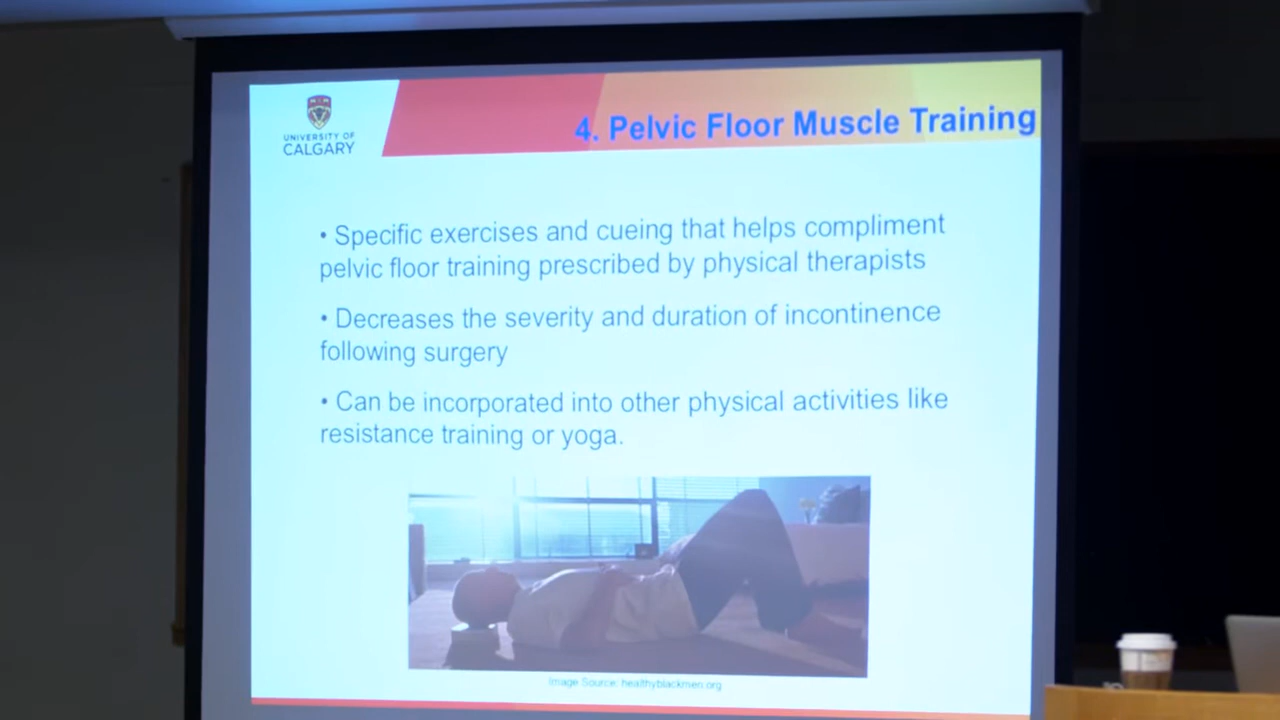 UNIVERSITY OF
CALGARY
4. Pelvic Floor Muscle Training
• Specific exercises and cueing that helps compliment
pelvic floor training prescribed by physical therapists
• Decreases the severity and duration of incontinence
following surgery
• Can be incorporated into other physical activities like
resistance training or yoga.
Image Source: healthyblackmen.org